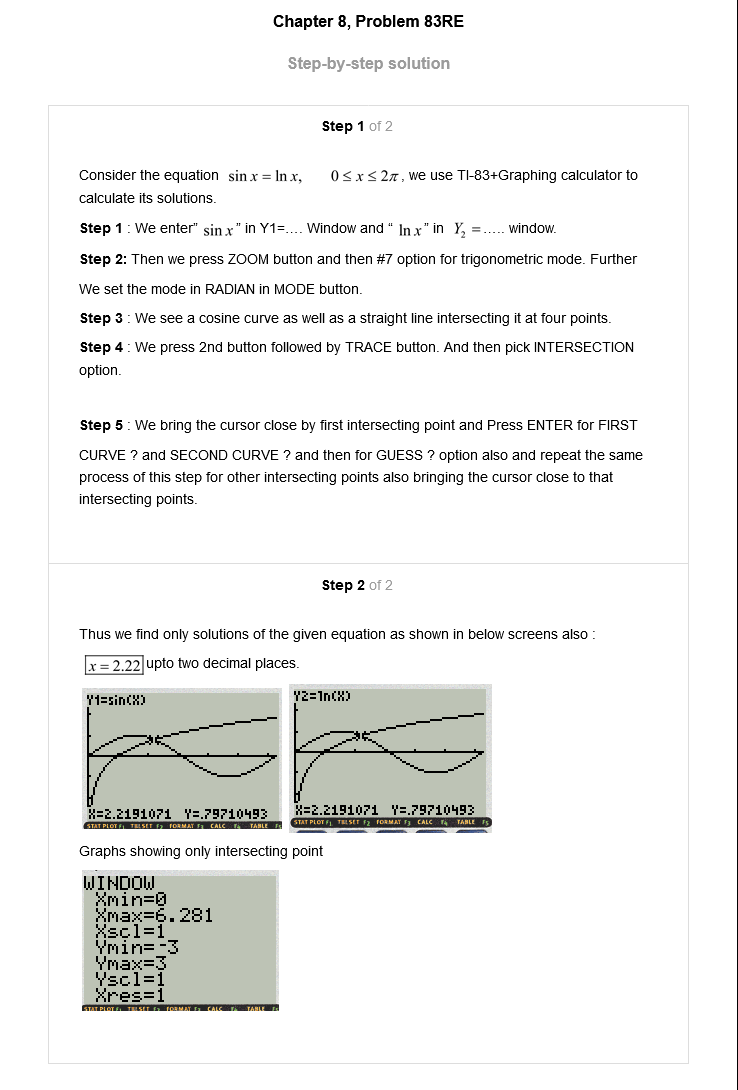 Chapter 8, Problem 83RE
Step-by-step solution
Step 1 of 2
Consider the equation sin x = ln x, 0 ≤ x ≤ 2π, we use TI-83+Graphing calculator to
calculate its solutions.
Step 1 : We enter” sin x ” in Y1=…. Window and “ ln x ” in Y₂ = ..... window.
Step 2: Then we press ZOOM button and then #7 option for trigonometric mode. Further
We set the mode in RADIAN in MODE button.
Step 3 : We see a cosine curve as well as a straight line intersecting it at four points.
Step 4 : We press 2nd button followed by TRACE button. And then pick INTERSECTION
option.
Step 5 : We bring the cursor close by first intersecting point and Press ENTER for FIRST
CURVE ? and SECOND CURVE ? and then for GUESS ? option also and repeat the same
process of this step for other intersecting points also bringing the cursor close to that
intersecting points.
Step 2 of 2
Thus we find only solutions of the given equation as shown in below screens also :
x = 2.22 upto two decimal places.
Y1=sin(X)
X=2.2191071 Y=.79710493
STAT PLOT F1 TBLSET F2 FORMAT F3 CALC F4 TABLE F5
Y2=ln(X)
X=2.2191071 Y=.79710493
STAT PLOT F1 TBLSET F2 FORMAT F3 CALC F4 TABLE F5
Graphs showing only intersecting point
WINDOW
Xmin=0
Xmax=6.281
Xscl=1
Ymin=-3
Ymax=3
Yscl=1
Xres=1
STAT PLOT F1 TBLSET F2 FORMAT F3 CALC F4 TABLE F5